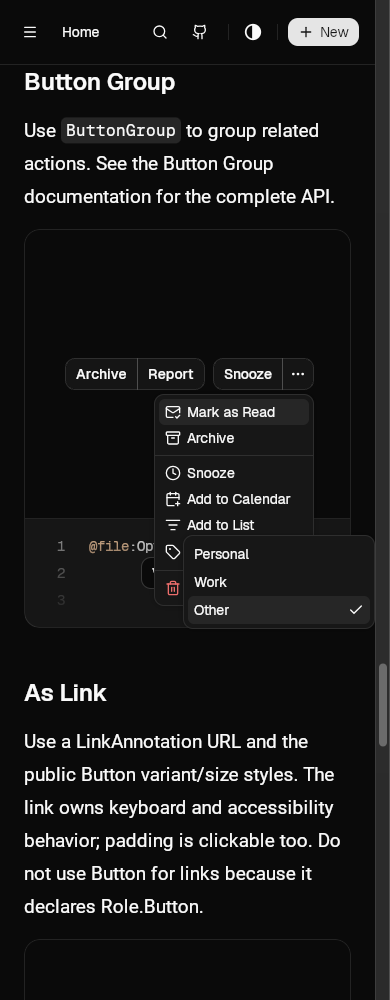 Home
New
Button Group
Use ButtonGroup to group related
actions. See the Button Group
documentation for the complete API.
Archive
Report
Snooze
Mark as Read
Archive
Snooze
Add to Calendar
Add to List
Personal
Work
Other
1 @file:Op
2
3
As Link
Use a LinkAnnotation URL and the
public Button variant/size styles. The
link owns keyboard and accessibility
behavior; padding is clickable too. Do
not use Button for links because it
declares Role.Button.